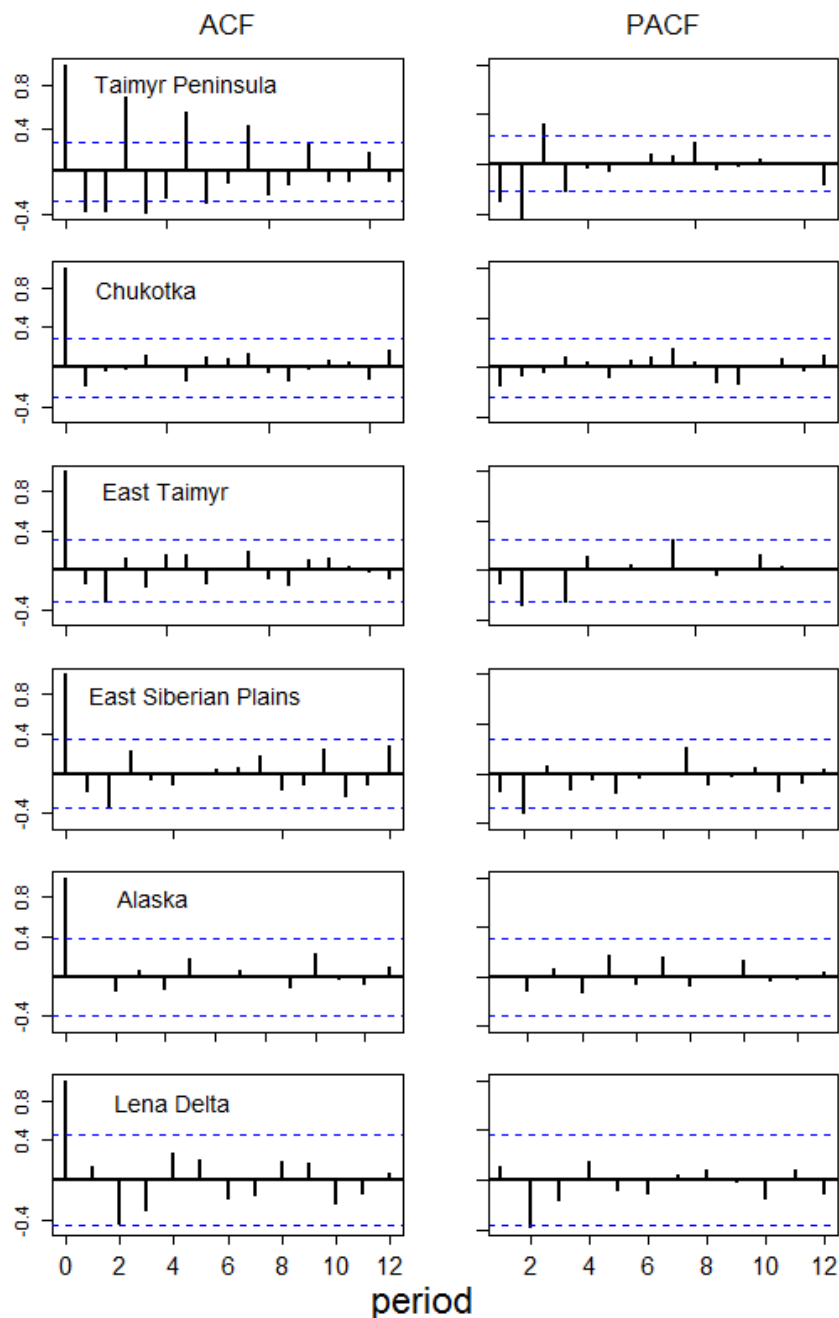 ACF PACF
Taimyr Peninsula
0.8
0.4
-0.4
Chukotka
0.8
0.4
-0.4
East Taimyr
0.8
0.4
-0.4
East Siberian Plains
0.8
0.4
-0.4
Alaska
0.8
0.4
-0.4
Lena Delta
0.8
0.4
-0.4
0 2 4 6 8 10 12 2 4 6 8 10 12
period